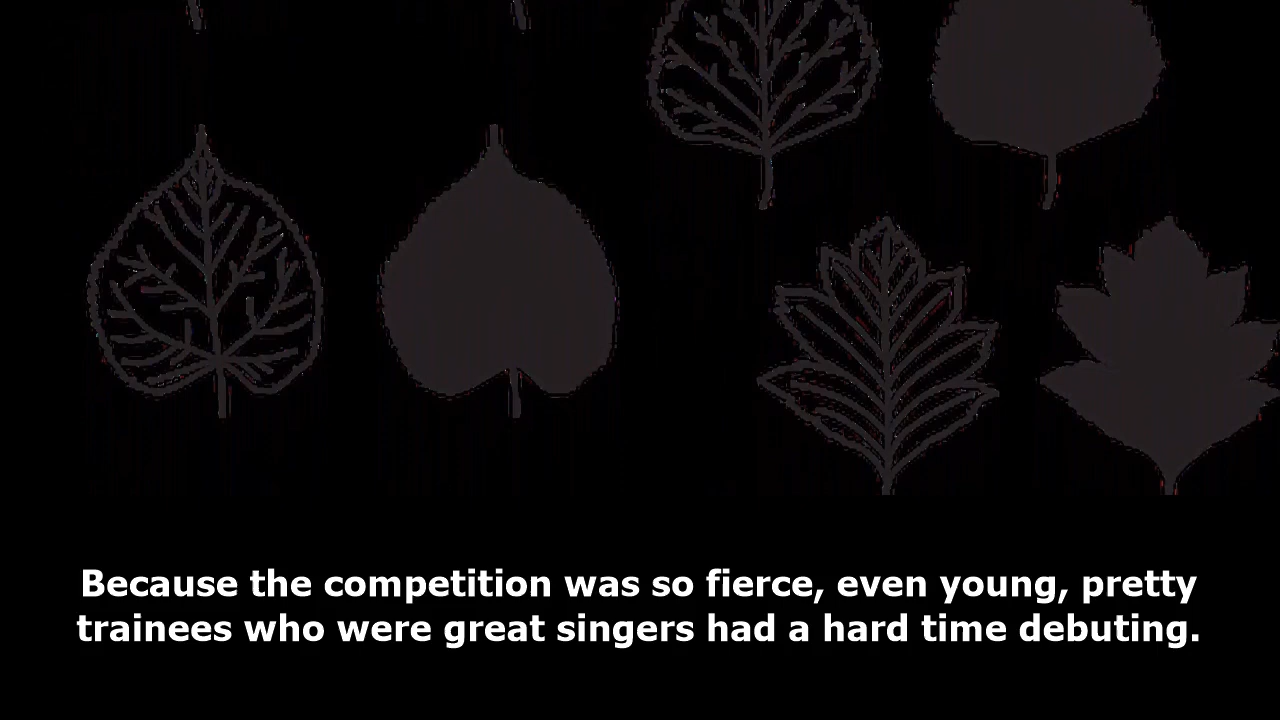 Because the competition was so fierce, even young, pretty
trainees who were great singers had a hard time debuting.